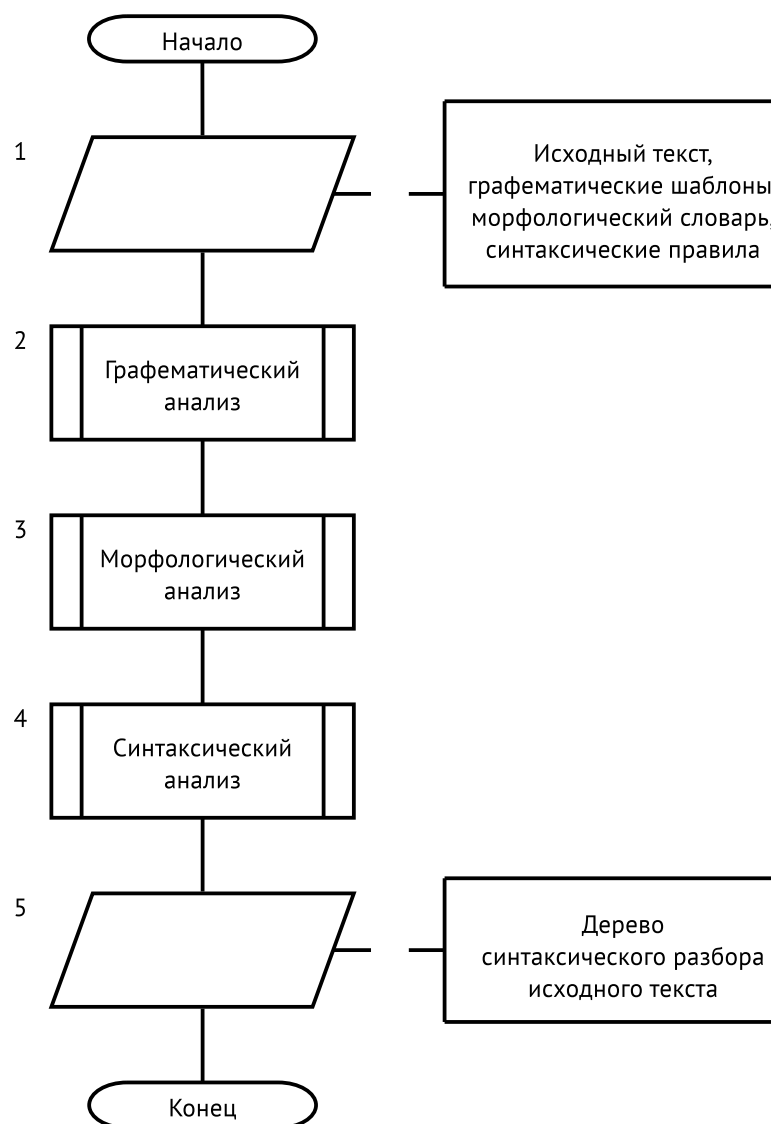 Начало
1
Исходный текст,
графематические шаблоны
морфологический словарь,
синтаксические правила
2
Графематический
анализ
3
Морфологический
анализ
4
Синтаксический
анализ
5
Дерево
синтаксического разбора
исходного текста
Конец